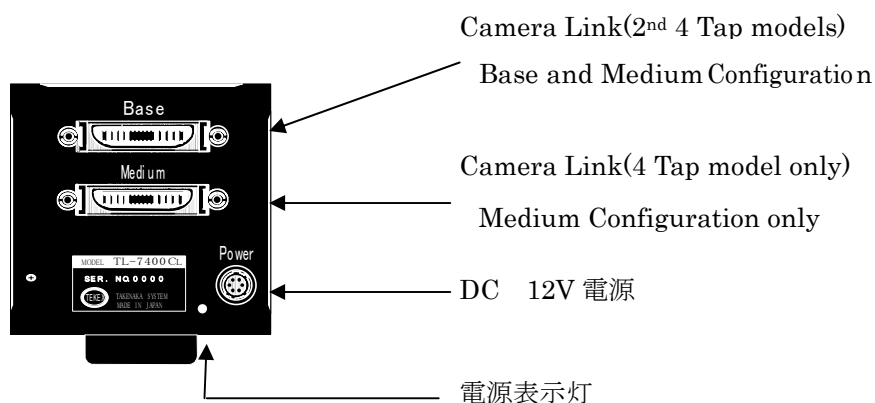 Camera Link(2nd 4 Tap models)
Base and Medium Configuration
Base
Camera Link(4 Tap model only)
Medium Configuration only
Medium
Power
MODEL TL-7400CL
SER. NO.0000
TEKE
TAKENAKA SYSTEM
MADE IN JAPAN
DC 12V 電源
電源表示灯